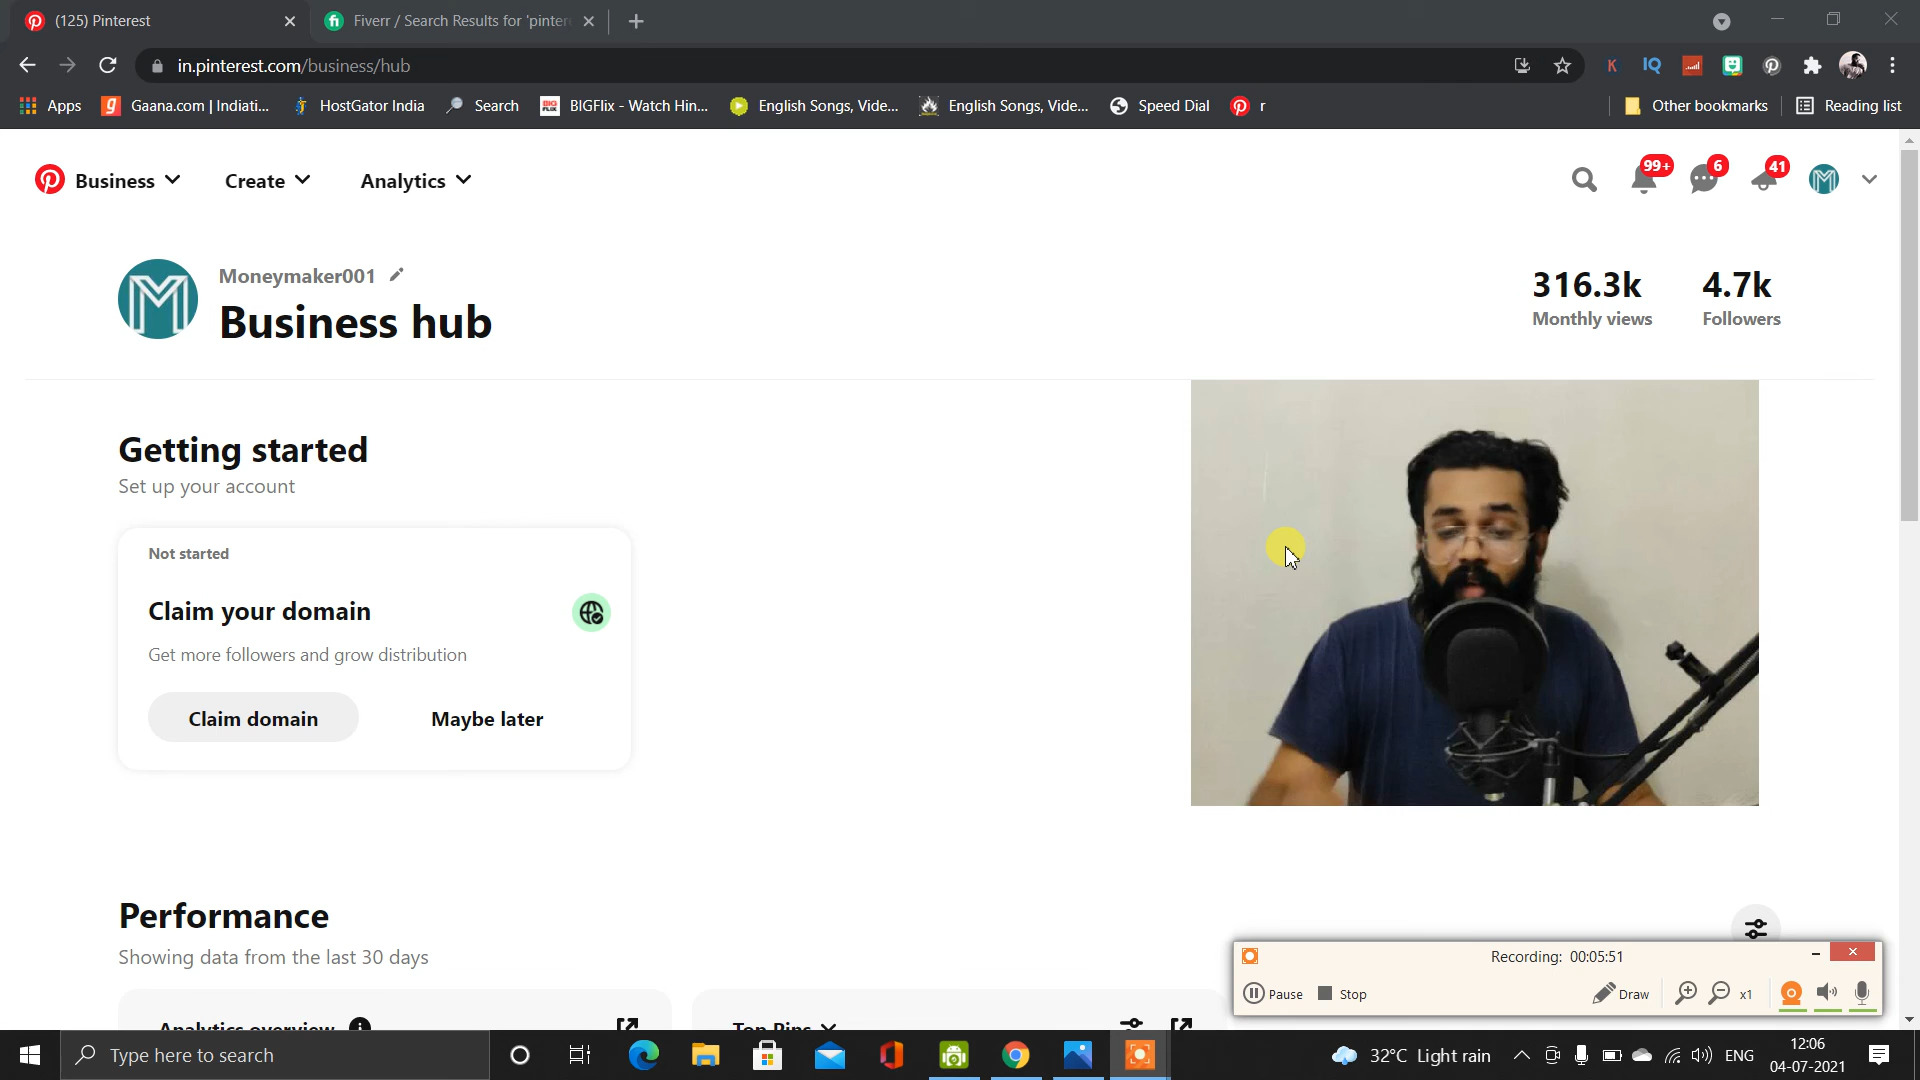 (125) Pinterest
Fiverr / Search Results for 'pinter
in.pinterest.com/business/hub
K
IQ
Apps
Gaana.com | Indiati...
HostGator India
Search
BIGFlix - Watch Hin...
English Songs, Vide...
English Songs, Vide...
Speed Dial
r
Other bookmarks
Reading list
Business
Create
Analytics
99+
6
41
Moneymaker001
Business hub
316.3k
Monthly views
4.7k
Followers
Getting started
Set up your account
Not started
Claim your domain
Get more followers and grow distribution
Claim domain
Maybe later
Performance
Showing data from the last 30 days
Analytics overview
Top Pins
Recording: 00:05:51
Pause
Stop
Draw
x1
Type here to search
32°C Light rain
ENG
12:06
04-07-2021